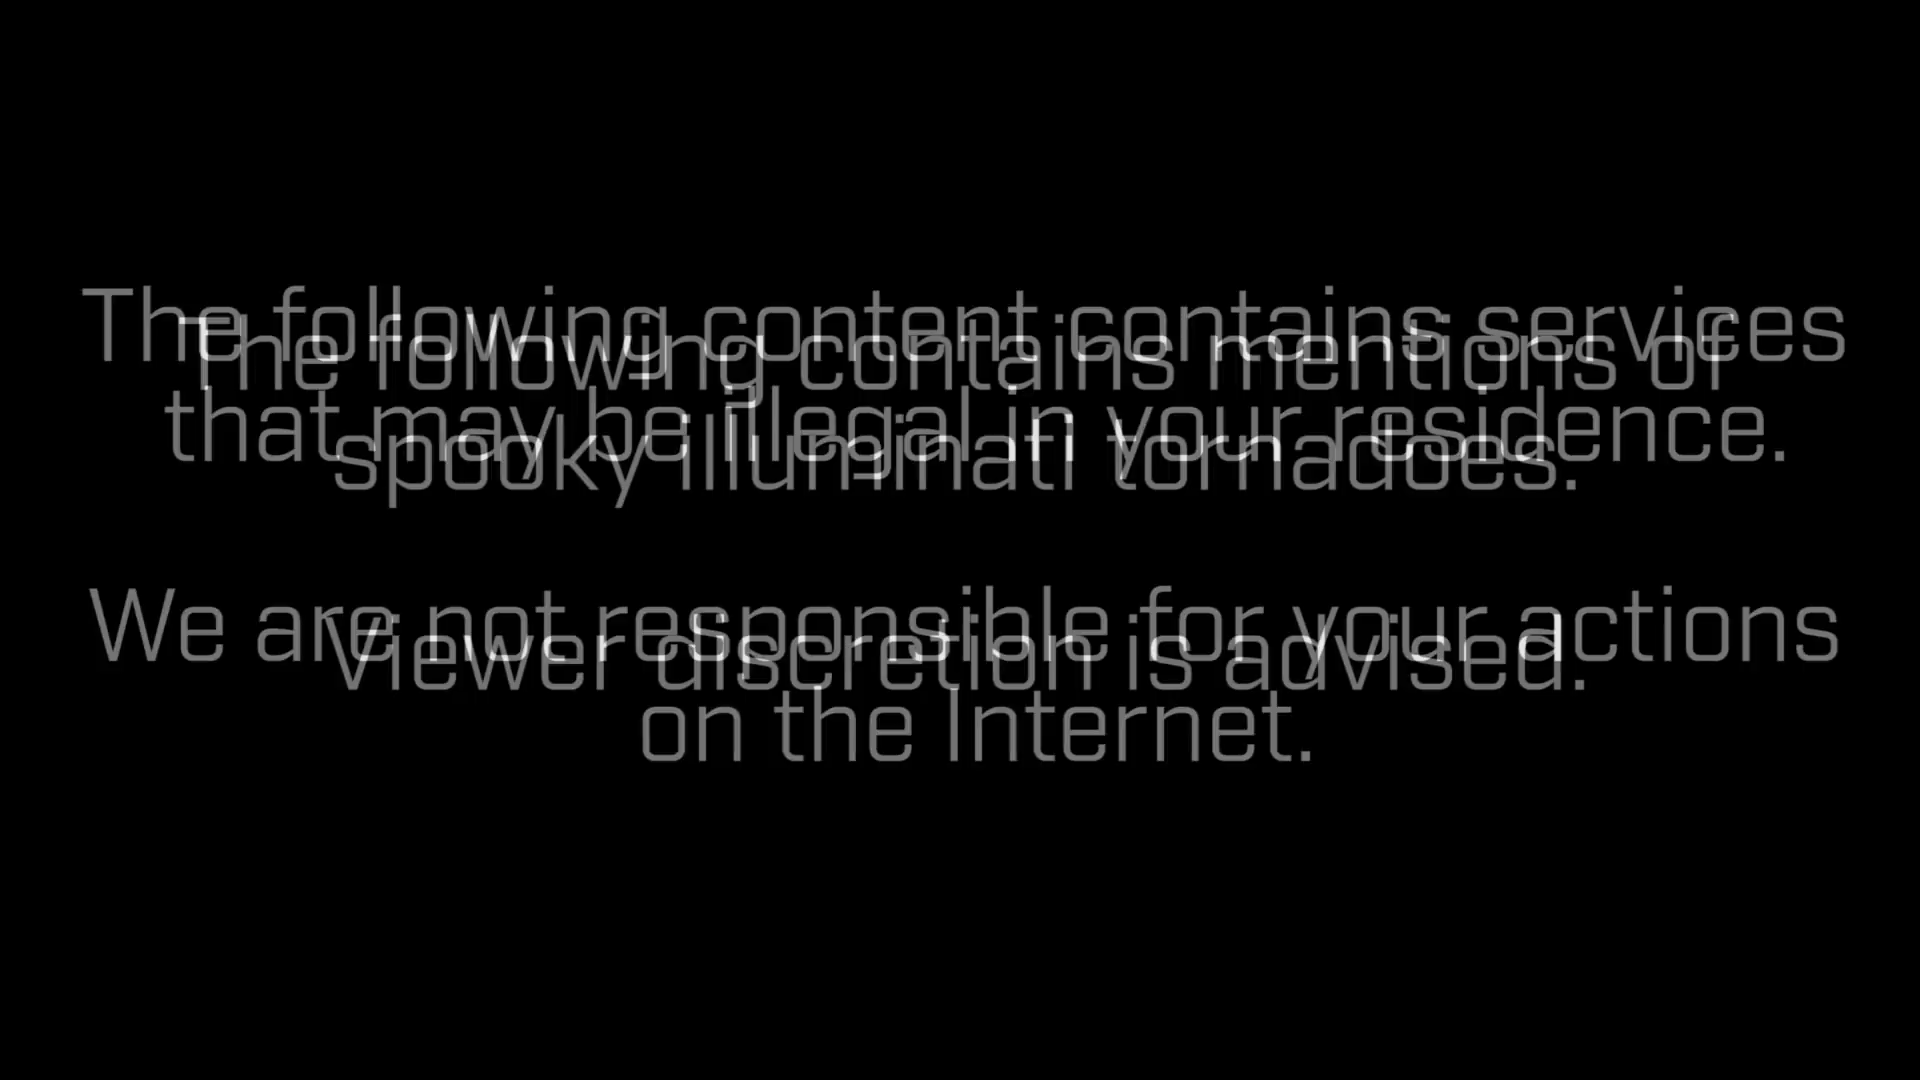 The following content contains services
that may be illegal in your residence.
We are not responsible for your actions
on the Internet.
The following contains mentions of
spooky illuminati tornadoes.
Viewer discretion is advised.